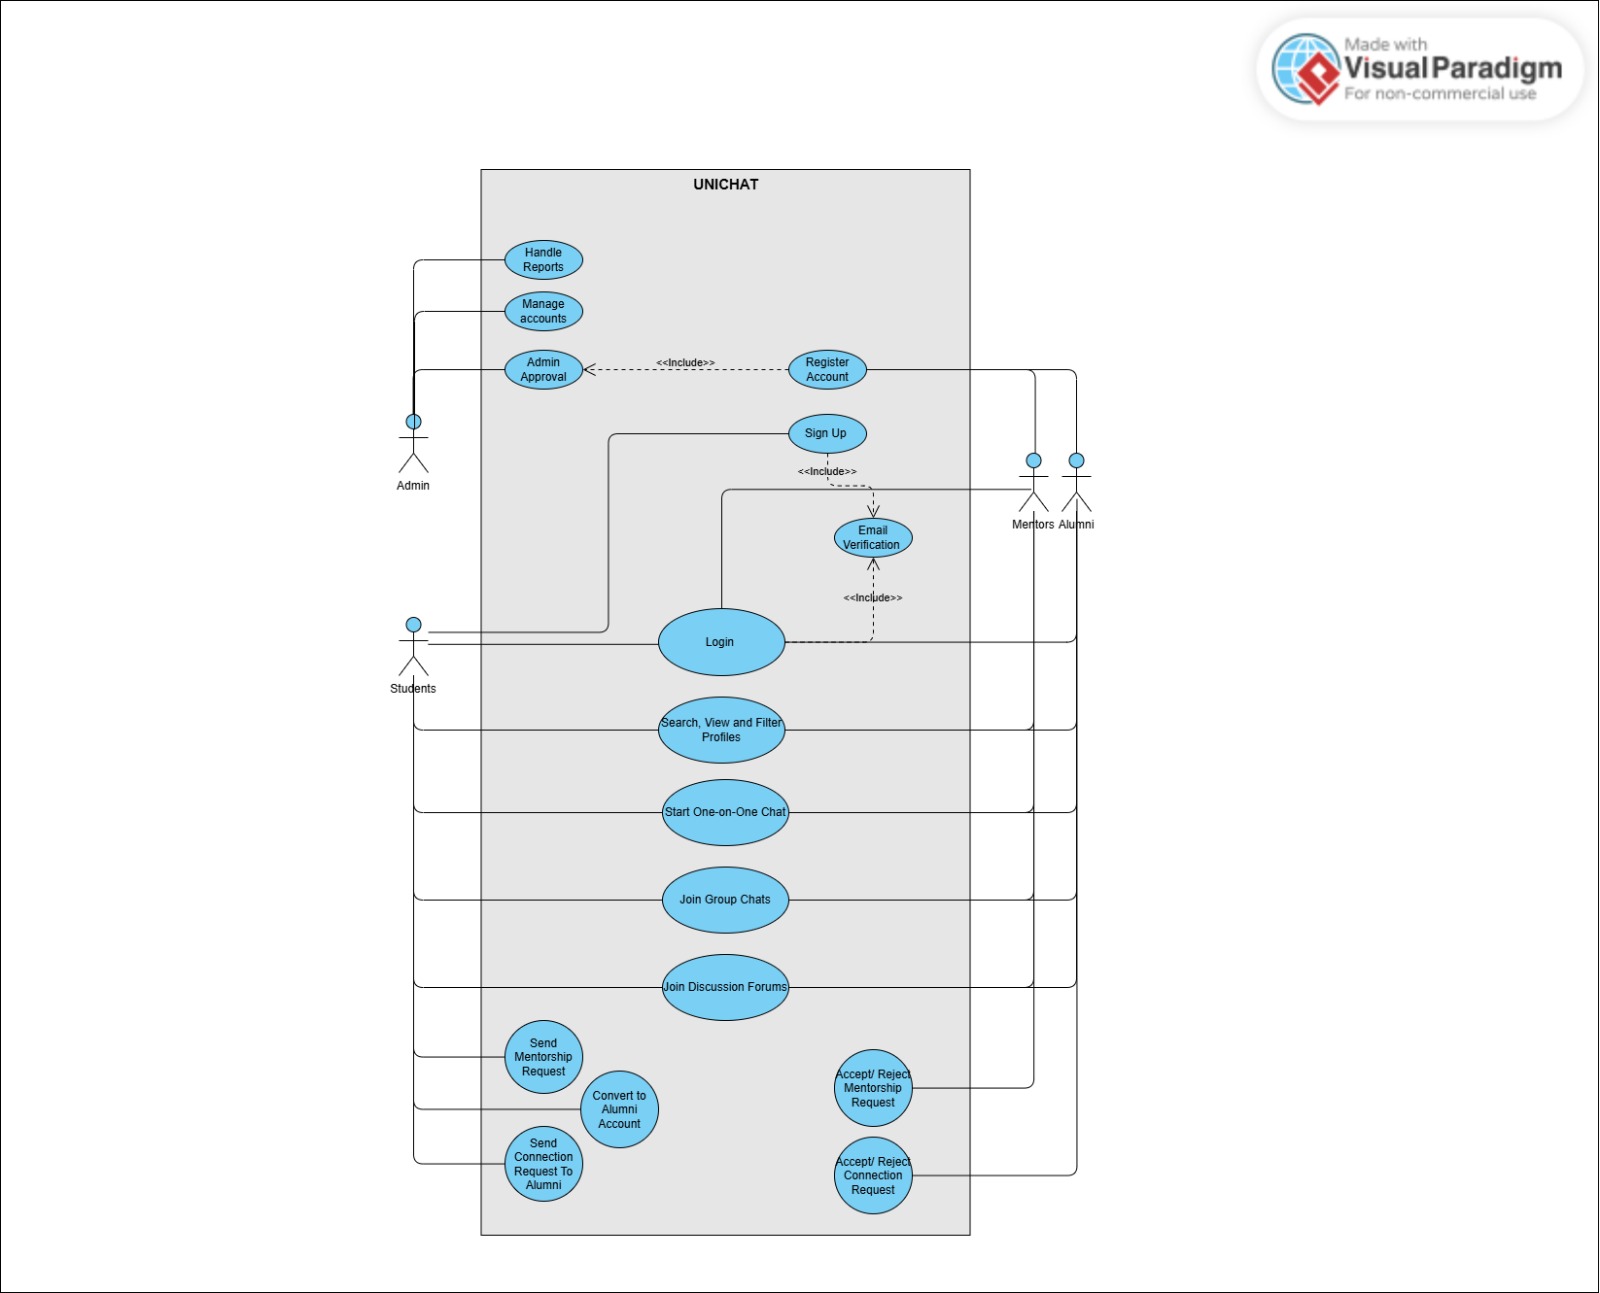 Made with
Visual Paradigm
For non-commercial use
UNICHAT
Handle
Reports
Manage
accounts
Admin
Approval
<<Include>>
Register
Account
Sign Up
<<Include>>
Admin
Mentors
Alumni
Email
Verification
<<Include>>
Login
Students
Search, View and Filter
Profiles
Start One-on-One Chat
Join Group Chats
Join Discussion Forums
Send
Mentorship
Request
Accept/ Reject
Mentorship
Request
Convert to
Alumni
Account
Send
Connection
Request To
Alumni
Accept/ Reject
Connection
Request